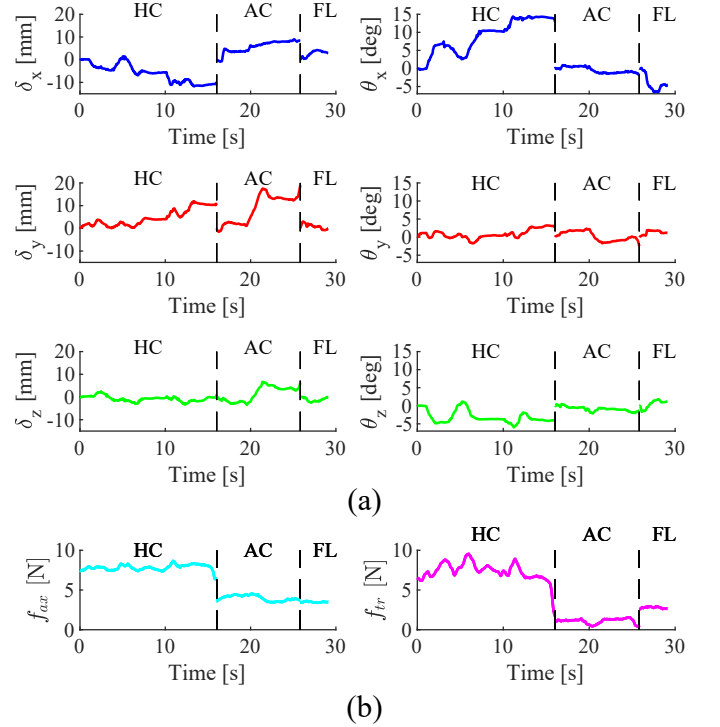 HC AC FL
δx [mm]
20
10
0
-10
0 10 20 30
Time [s]
HC AC FL
θx [deg]
15
10
5
0
-5
0 10 20 30
Time [s]
HC AC FL
δy [mm]
20
10
0
-10
0 10 20 30
Time [s]
HC AC FL
θy [deg]
15
10
5
0
-5
0 10 20 30
Time [s]
HC AC FL
δz [mm]
20
10
0
-10
0 10 20 30
Time [s]
HC AC FL
θz [deg]
15
10
5
0
-5
0 10 20 30
Time [s]
(a)
HC AC FL
fax [N]
10
5
0
0 10 20 30
Time [s]
HC AC FL
ftr [N]
10
5
0
0 10 20 30
Time [s]
(b)